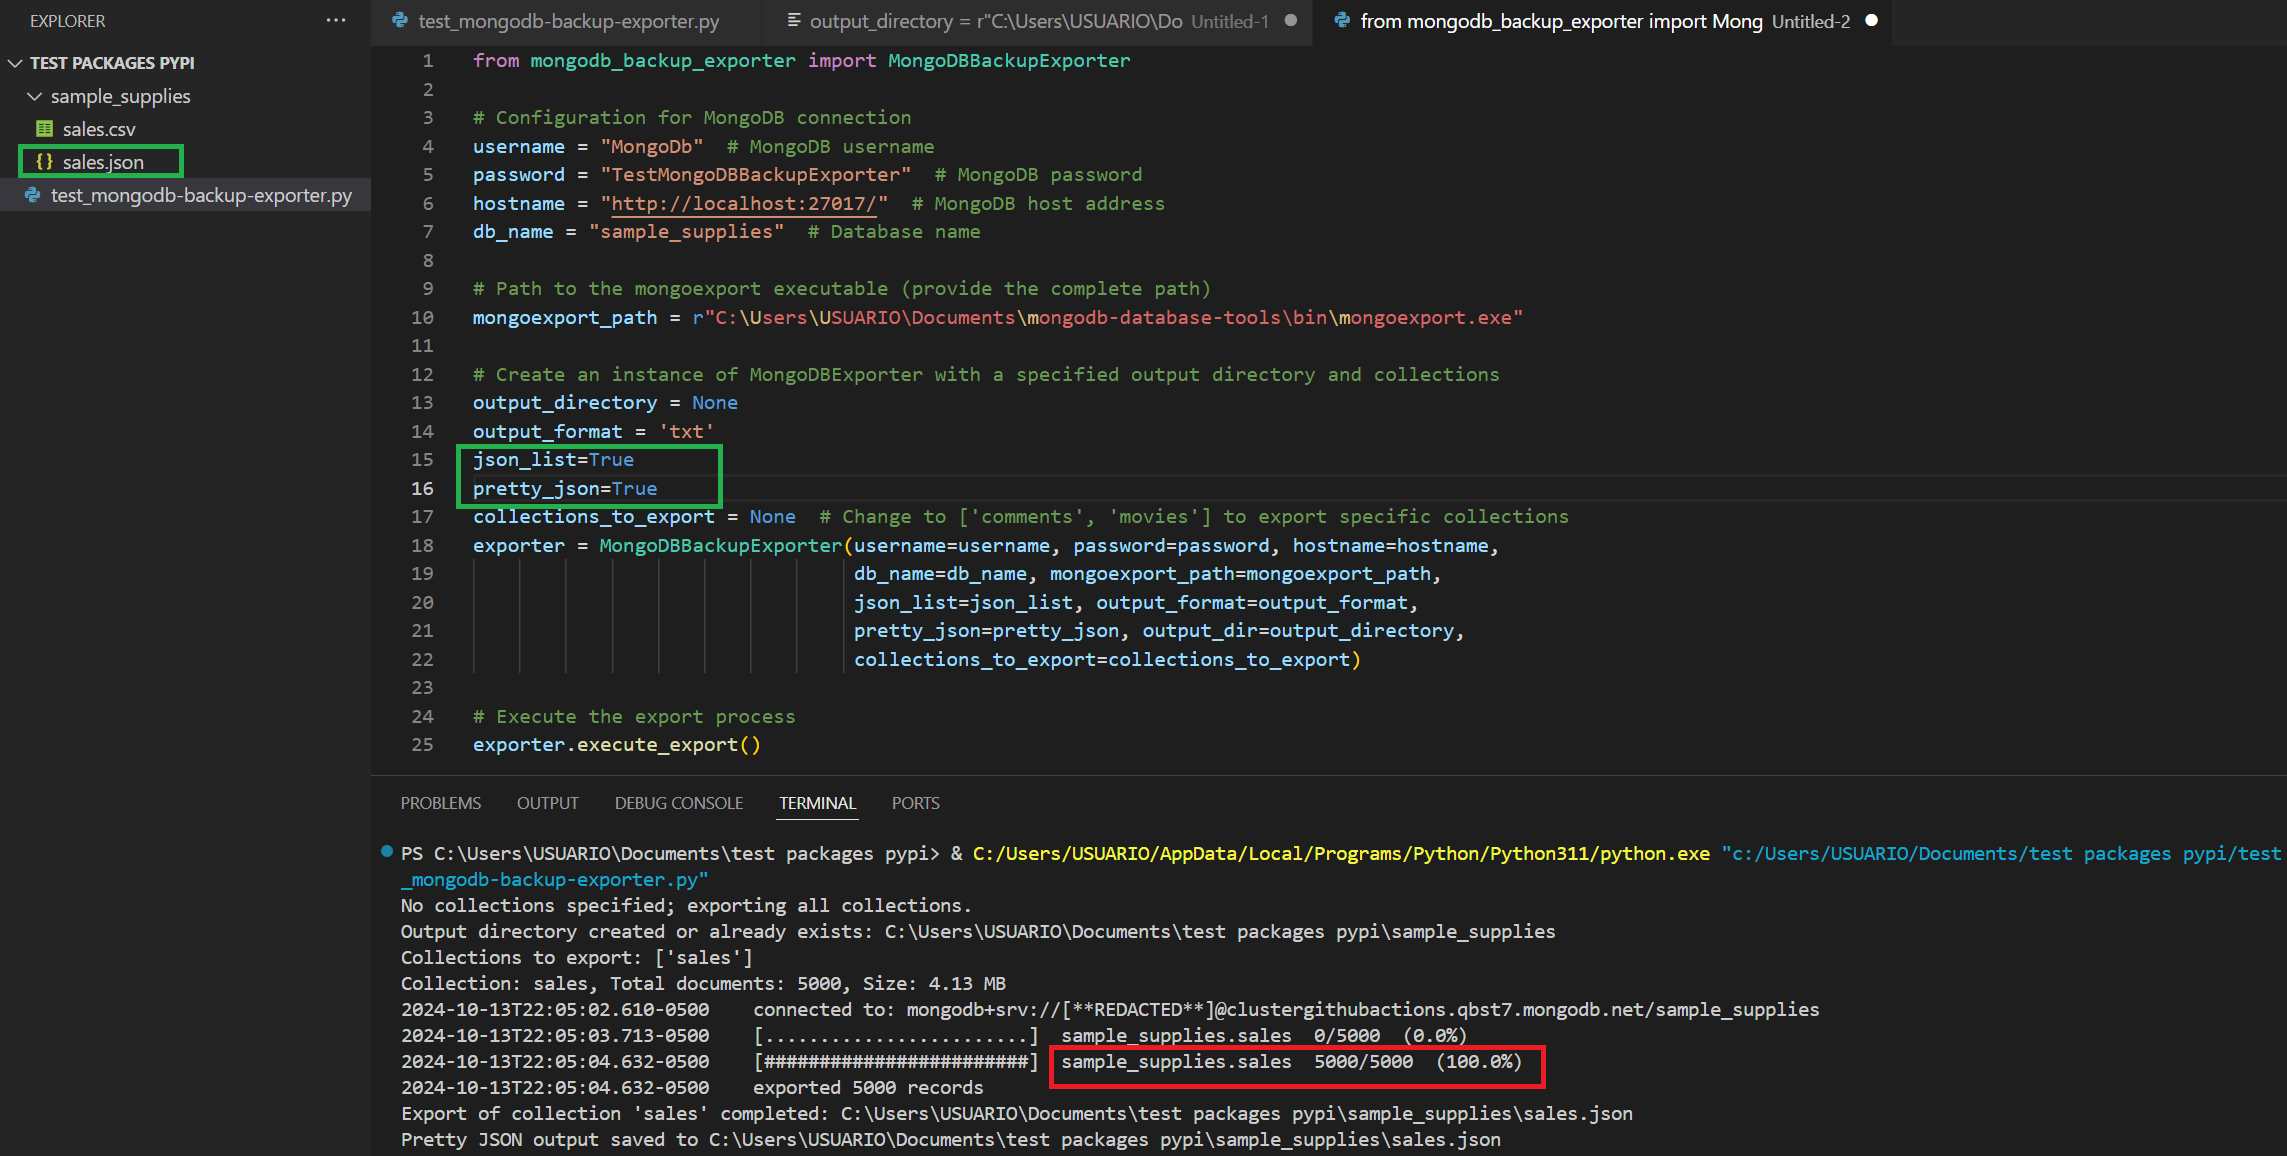 EXPLORER ···
TEST PACKAGES PYPI
sample_supplies
sales.csv
{} sales.json
test_mongodb-backup-exporter.py
test_mongodb-backup-exporter.py
output_directory = r"C:\Users\USUARIO\Do Untitled-1
from mongodb_backup_exporter import Mong Untitled-2
1 from mongodb_backup_exporter import MongoDBBackupExporter
2
3 # Configuration for MongoDB connection
4 username = "MongoDb"  # MongoDB username
5 password = "TestMongoDBBackupExporter"  # MongoDB password
6 hostname = "http://localhost:27017/"  # MongoDB host address
7 db_name = "sample_supplies"  # Database name
8
9 # Path to the mongoexport executable (provide the complete path)
10 mongoexport_path = r"C:\Users\USUARIO\Documents\mongodb-database-tools\bin\mongoexport.exe"
11
12 # Create an instance of MongoDBExporter with a specified output directory and collections
13 output_directory = None
14 output_format = 'txt'
15 json_list=True
16 pretty_json=True
17 collections_to_export = None  # Change to ['comments', 'movies'] to export specific collections
18 exporter = MongoDBBackupExporter(username=username, password=password, hostname=hostname,
19 db_name=db_name, mongoexport_path=mongoexport_path,
20 json_list=json_list, output_format=output_format,
21 pretty_json=pretty_json, output_dir=output_directory,
22 collections_to_export=collections_to_export)
23
24 # Execute the export process
25 exporter.execute_export()
PROBLEMS OUTPUT DEBUG CONSOLE TERMINAL PORTS
PS C:\Users\USUARIO\Documents\test packages pypi> & C:/Users/USUARIO/AppData/Local/Programs/Python/Python311/python.exe "c:/Users/USUARIO/Documents/test packages pypi/test
_mongodb-backup-exporter.py"
No collections specified; exporting all collections.
Output directory created or already exists: C:\Users\USUARIO\Documents\test packages pypi\sample_supplies
Collections to export: ['sales']
Collection: sales, Total documents: 5000, Size: 4.13 MB
2024-10-13T22:05:02.610-0500    connected to: mongodb+srv://[**REDACTED**]@clustergithubactions.qbst7.mongodb.net/sample_supplies
2024-10-13T22:05:03.713-0500    [........................]  sample_supplies.sales  0/5000  (0.0%)
2024-10-13T22:05:04.632-0500    [########################]  sample_supplies.sales  5000/5000  (100.0%)
2024-10-13T22:05:04.632-0500    exported 5000 records
Export of collection 'sales' completed: C:\Users\USUARIO\Documents\test packages pypi\sample_supplies\sales.json
Pretty JSON output saved to C:\Users\USUARIO\Documents\test packages pypi\sample_supplies\sales.json